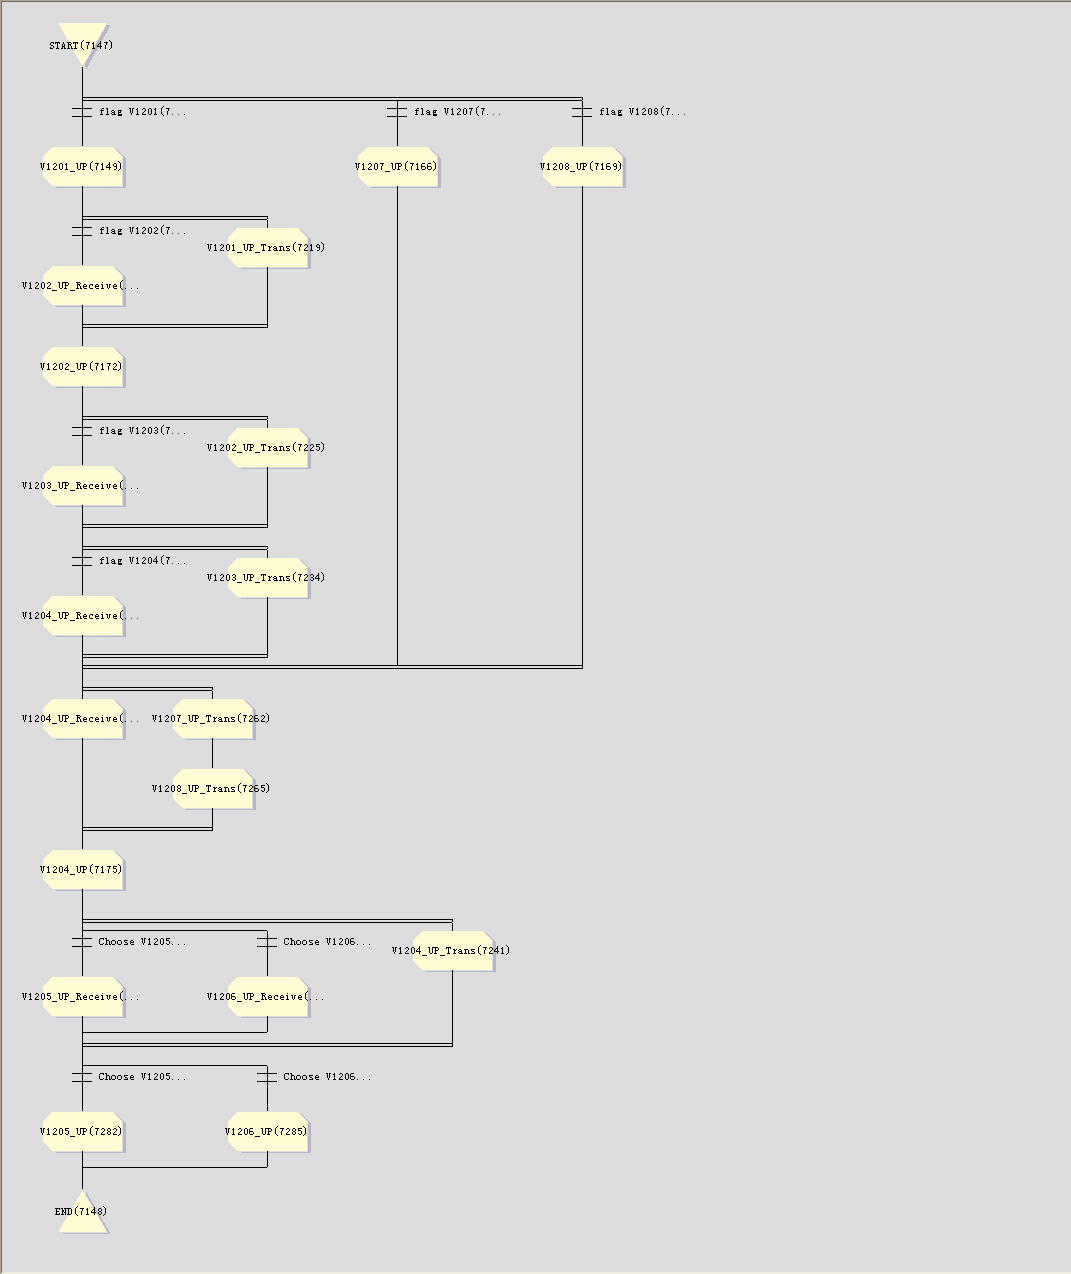 START(7147)
flag V1201(7...
flag V1207(7...
flag V1208(7...
V1201_UP(7149)
V1207_UP(7166)
V1208_UP(7169)
flag V1202(7...
V1201_UP_Trans(7219)
V1202_UP_Receive(...
V1202_UP(7172)
flag V1203(7...
V1202_UP_Trans(7225)
V1203_UP_Receive(...
flag V1204(7...
V1203_UP_Trans(7234)
V1204_UP_Receive(...
V1204_UP_Receive(...
V1207_UP_Trans(7262)
V1208_UP_Trans(7265)
V1204_UP(7175)
Choose V1205...
Choose V1206...
V1204_UP_Trans(7241)
V1205_UP_Receive(...
V1206_UP_Receive(...
Choose V1205...
Choose V1206...
V1205_UP(7282)
V1206_UP(7285)
END(7148)